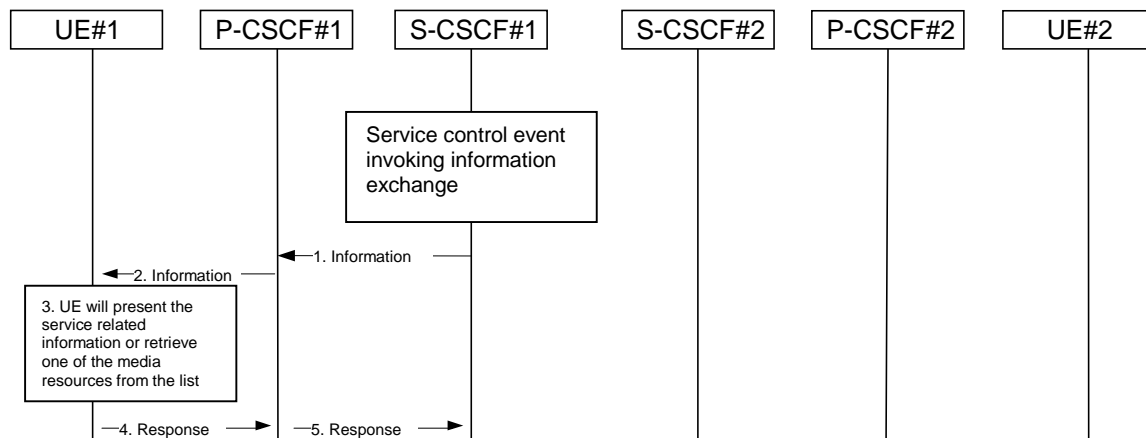 UE#1
P-CSCF#1
S-CSCF#1
S-CSCF#2
P-CSCF#2
UE#2
Service control event
invoking information
exchange
1. Information
2. Information
3. UE will present the
service related
information or retrieve
one of the media
resources from the list
4. Response
5. Response